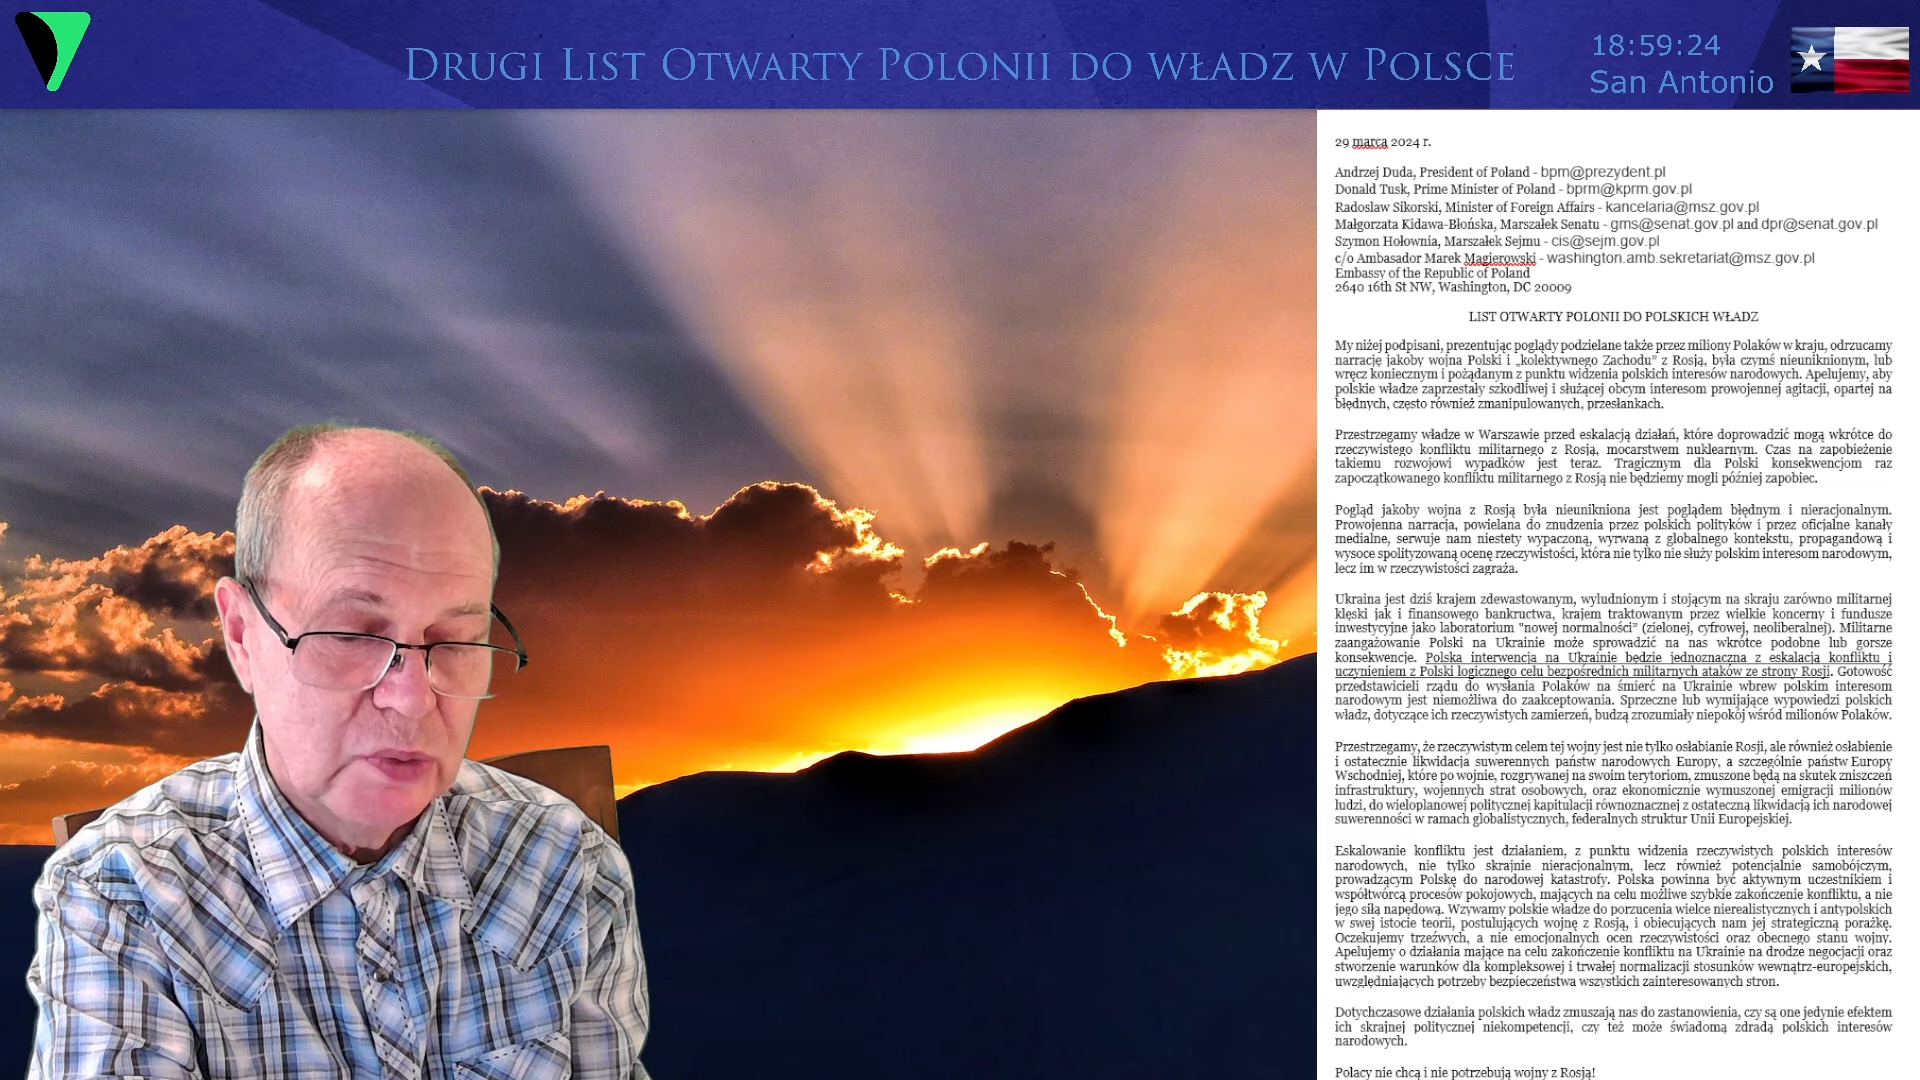 Drugi List Otwarty Polonii do władz w Polsce
18:59:24
San Antonio
29 marca 2024 r.
Andrzej Duda, President of Poland - bpm@prezydent.pl
Donald Tusk, Prime Minister of Poland - bprm@kprm.gov.pl
Radoslaw Sikorski, Minister of Foreign Affairs - kancelaria@msz.gov.pl
Małgorzata Kidawa-Błońska, Marszałek Senatu - gms@senat.gov.pl and dpr@senat.gov.pl
Szymon Hołownia, Marszałek Sejmu - cis@sejm.gov.pl
c/o Ambasador Marek Magierowski - washington.amb.sekretariat@msz.gov.pl
Embassy of the Republic of Poland
2640 16th St NW, Washington, DC 20009
LIST OTWARTY POLONII DO POLSKICH WŁADZ
My niżej podpisani, prezentując poglądy podzielane także przez miliony Polaków w kraju, odrzucamy
narrację jakoby wojna Polski i „kolektywnego Zachodu” z Rosją, była czymś nieuniknionym, lub
wręcz koniecznym i pożądanym z punktu widzenia polskich interesów narodowych. Apelujemy, aby
polskie władze zaprzestały szkodliwej i służącej obcym interesom prowojennej agitacji, opartej na
błędnych, często również zmanipulowanych, przesłankach.
Przestrzegamy władze w Warszawie przed eskalacją działań, które doprowadzić mogą wkrótce do
rzeczywistego konfliktu militarnego z Rosją, mocarstwem nuklearnym. Czas na zapobieżenie
takiemu rozwojowi wypadków jest teraz. Tragicznym dla Polski konsekwencjom raz
zapoczątkowanego konfliktu militarnego z Rosją nie będziemy mogli później zapobiec.
Pogląd jakoby wojna z Rosją była nieunikniona jest poglądem błędnym i nieracjonalnym.
Prowojenna narracja, powielana do znudzenia przez polskich polityków i przez oficjalne kanały
medialne, serwuje nam niestety wypaczoną, wyrwaną z globalnego kontekstu, propagandową i
wysoce spolityzowaną ocenę rzeczywistości, która nie tylko nie służy polskim interesom narodowym,
lecz im w rzeczywistości zagraża.
Ukraina jest dziś krajem zdewastowanym, wyludnionym i stojącym na skraju zarówno militarnej
klęski jak i finansowego bankructwa, krajem traktowanym przez wielkie koncerny i fundusze
inwestycyjne jako laboratorium "nowej normalności” (zielonej, cyfrowej, neoliberalnej). Militarne
zaangażowanie Polski na Ukrainie może sprowadzić na nas wkrótce podobne lub gorsze
konsekwencje. Polska interwencja na Ukrainie będzie jednoznaczna z eskalacją konfliktu i
uczynieniem z Polski logicznego celu bezpośrednich militarnych ataków ze strony Rosji. Gotowość
przedstawicieli rządu do wysłania Polaków na śmierć na Ukrainie wbrew polskim interesom
narodowym jest niemożliwa do zaakceptowania. Sprzeczne lub wymijające wypowiedzi polskich
władz, dotyczące ich rzeczywistych zamierzeń, budzą zrozumiały niepokój wśród milionów Polaków.
Przestrzegamy, że rzeczywistym celem tej wojny jest nie tylko osłabianie Rosji, ale również osłabienie
i ostatecznie likwidacja suwerennych państw narodowych Europy, a szczególnie państw Europy
Wschodniej, które po wojnie, rozgrywanej na swoim terytoriom, zmuszone będą na skutek zniszczeń
infrastruktury, wojennych strat osobowych, oraz ekonomicznie wymuszonej emigracji milionów
ludzi, do wieloplanowej politycznej kapitulacji równoznacznej z ostateczną likwidacją ich narodowej
suwerenności w ramach globalistycznych, federalnych struktur Unii Europejskiej.
Eskalowanie konfliktu jest działaniem, z punktu widzenia rzeczywistych polskich interesów
narodowych, nie tylko skrajnie nieracjonalnym, lecz również potencjalnie samobójczym,
prowadzącym Polskę do narodowej katastrofy. Polska powinna być aktywnym uczestnikiem i
współtwórcą procesów pokojowych, mających na celu możliwe szybkie zakończenie konfliktu, a nie
jego siłą napędową. Wzywamy polskie władze do porzucenia wielce nierealistycznych i antypolskich
w swej istocie teorii, postulujących wojnę z Rosją, i obiecujących nam jej strategiczną porażkę.
Oczekujemy trzeźwych, a nie emocjonalnych ocen rzeczywistości oraz obecnego stanu wojny.
Apelujemy o działania mające na celu zakończenie konfliktu na Ukrainie na drodze negocjacji oraz
stworzenie warunków dla kompleksowej i trwałej normalizacji stosunków wewnątrz-europejskich,
uwzględniających potrzeby bezpieczeństwa wszystkich zainteresowanych stron.
Dotychczasowe działania polskich władz zmuszają nas do zastanowienia, czy są one jedynie efektem
ich skrajnej politycznej niekompetencji, czy też może świadomą zdradą polskich interesów
narodowych.
Polacy nie chcą i nie potrzebują wojny z Rosją!